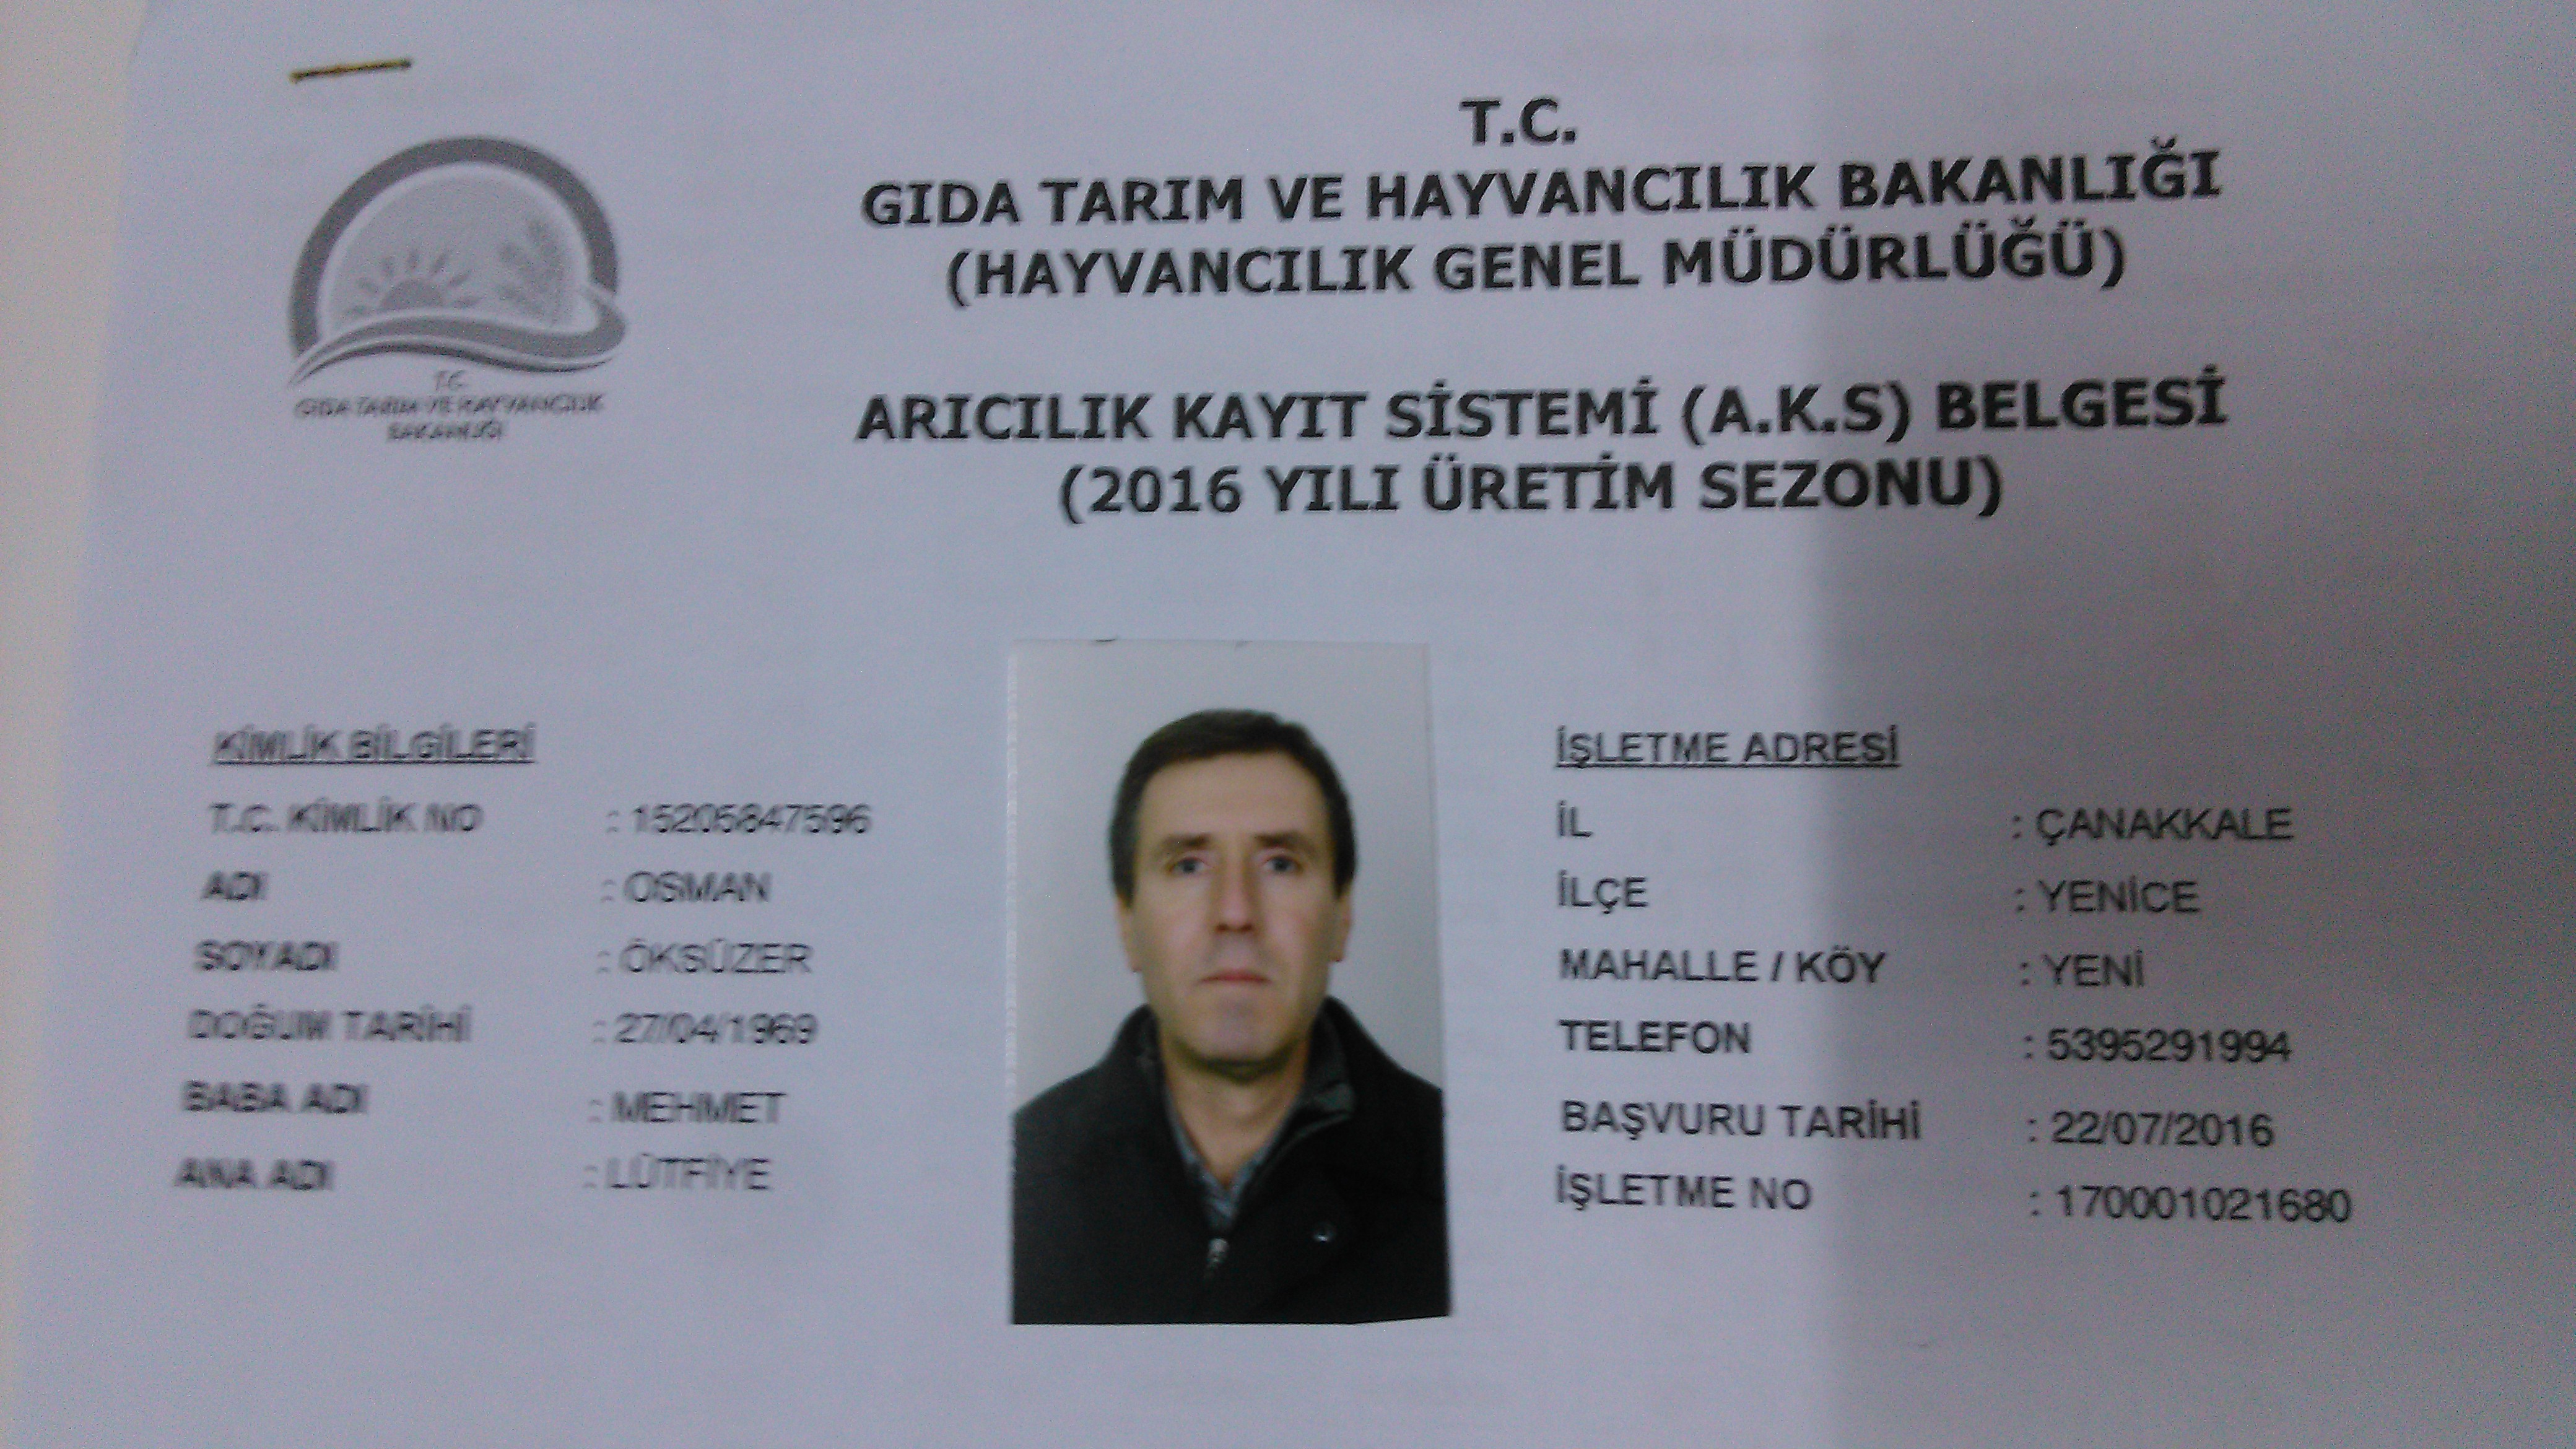 T.C.
GIDA TARIM VE HAYVANCILIK BAKANLIĞI
(HAYVANCILIK GENEL MÜDÜRLÜĞÜ)
T.C.
GIDA TARIM VE HAYVANCILIK
BAKANLIĞI
ARICILIK KAYIT SİSTEMİ (A.K.S) BELGESİ
(2016 YILI ÜRETİM SEZONU)
KİMLİK BİLGİLERİ
T.C. KİMLİK NO : 15205847596
ADI : OSMAN
SOYADI : ÖKSÜZER
DOĞUM TARİHİ : 27/04/1969
BABA ADI : MEHMET
ANA ADI : LÜTFİYE
İŞLETME ADRESİ
İL : ÇANAKKALE
İLÇE : YENİCE
MAHALLE / KÖY : YENİ
TELEFON : 5395291994
BAŞVURU TARİHİ : 22/07/2016
İŞLETME NO : 170001021680